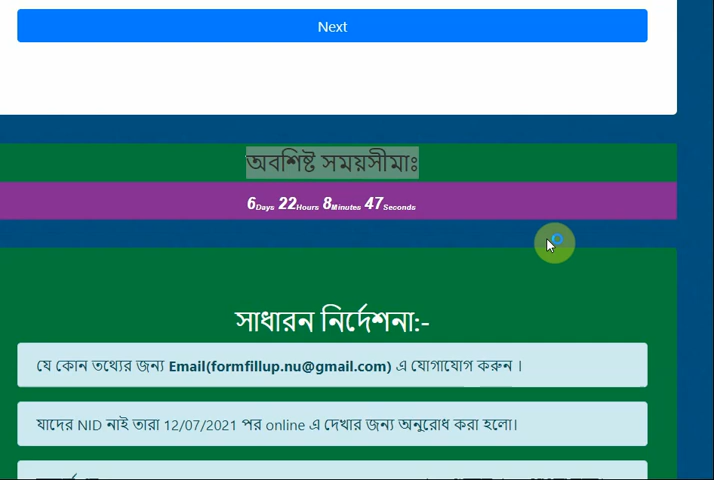 Next
অবশিষ্ট সময়সীমাঃ
6Days 22Hours 8Minutes 47Seconds
সাধারন নির্দেশনা:-
যে কোন তথ্যের জন্য Email(formfillup.nu@gmail.com) এ যোগাযোগ করুন ।
যাদের NID নাই তারা 12/07/2021 পর online এ দেখার জন্য অনুরোধ করা হলো।